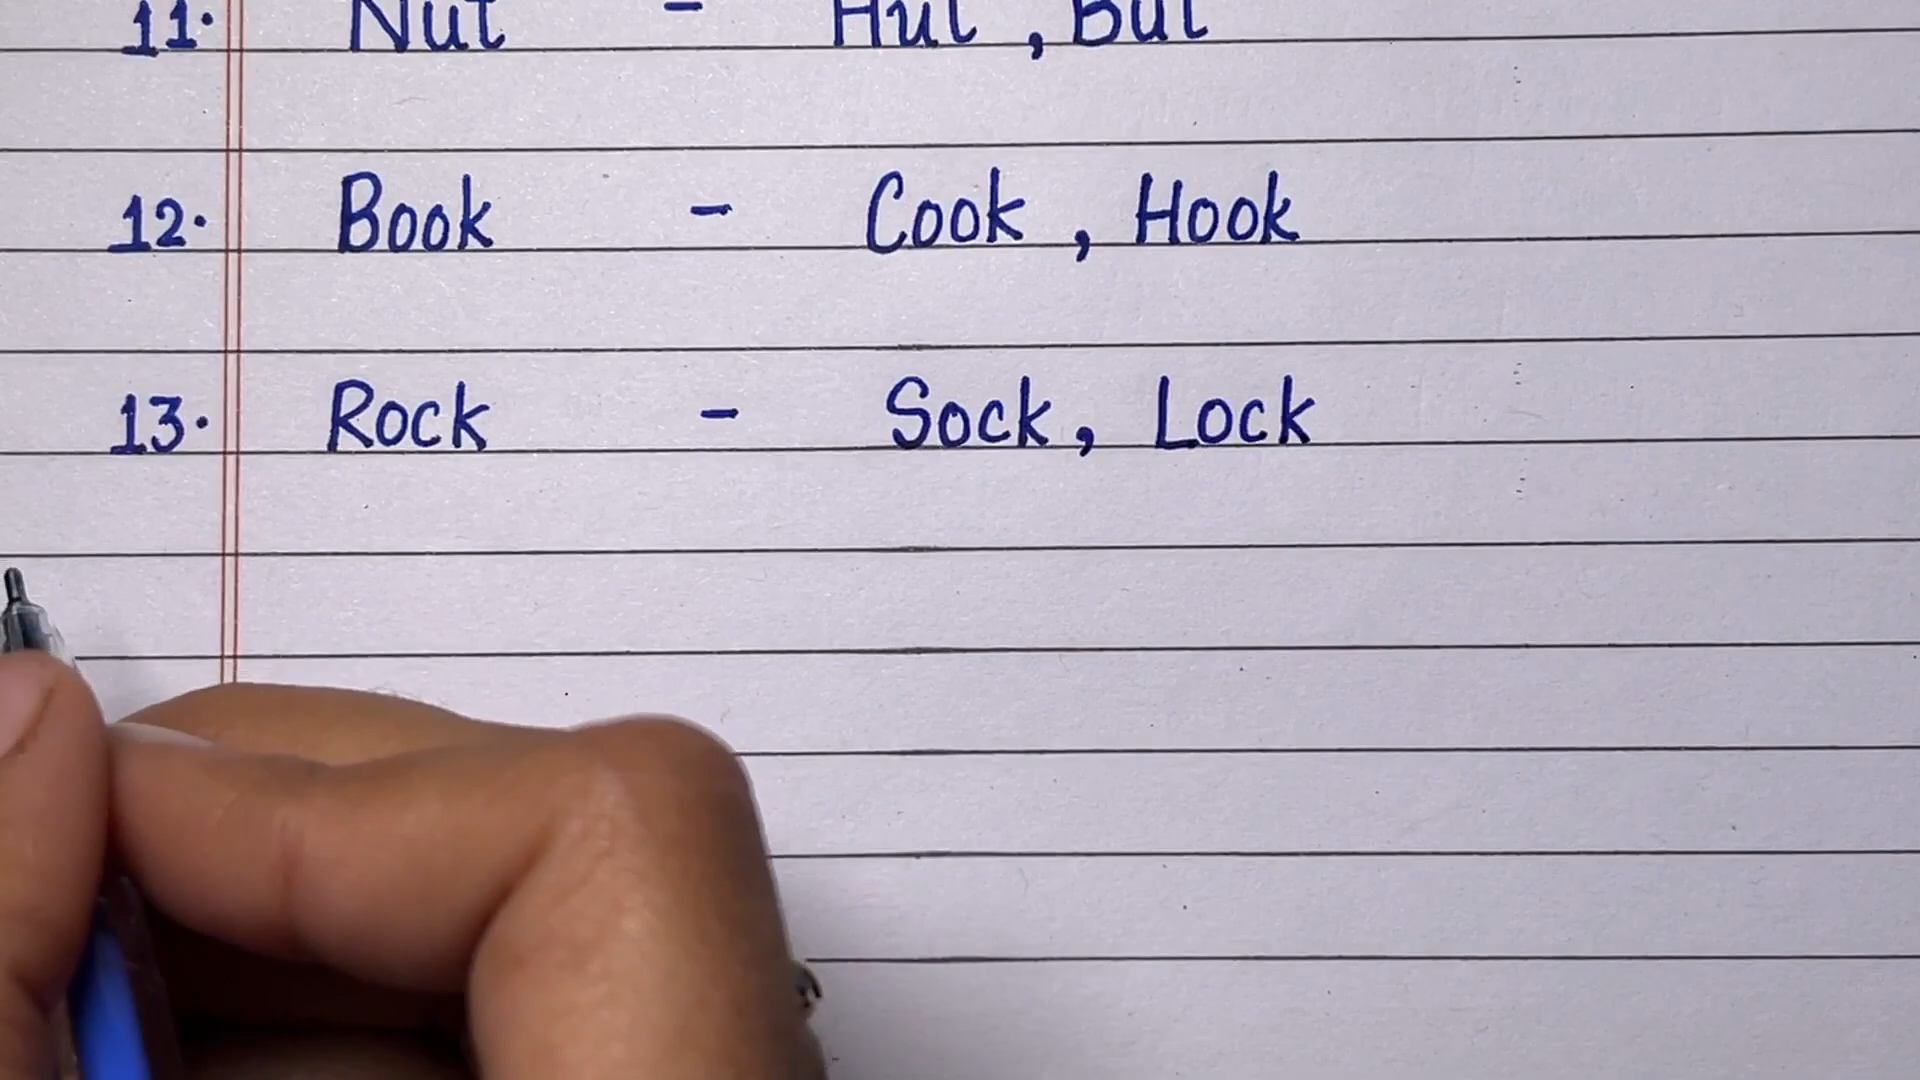 11. Nut - Hut , But
12. Book - Cook , Hook
13. Rock - Sock, Lock